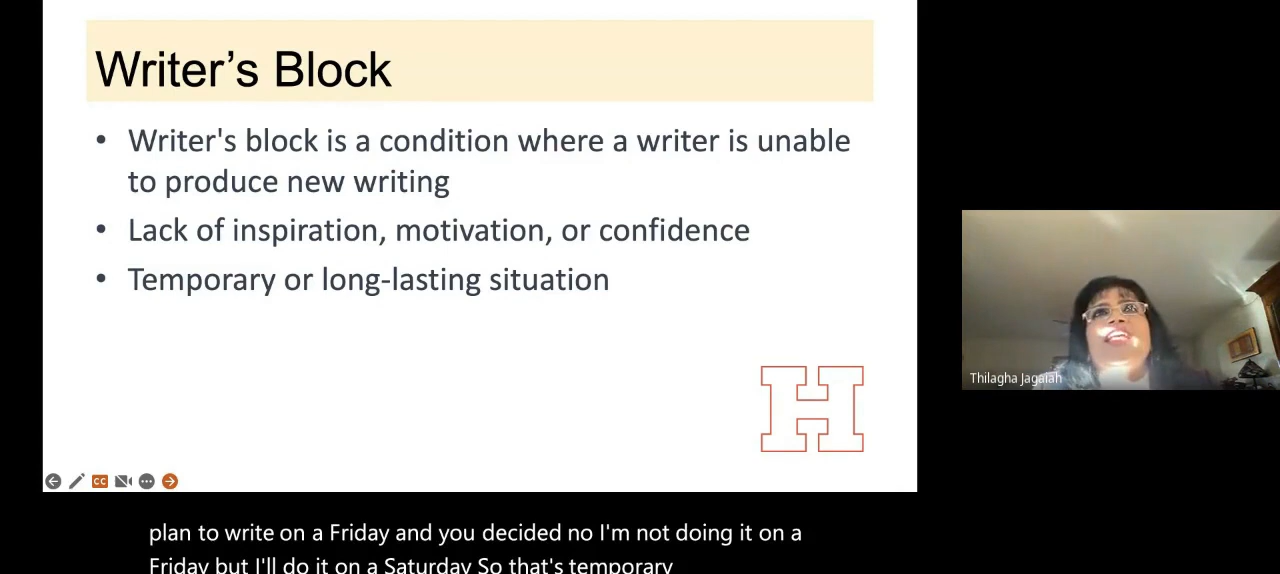 Writer’s Block
• Writer's block is a condition where a writer is unable
to produce new writing
• Lack of inspiration, motivation, or confidence
• Temporary or long-lasting situation
H
Thilagha Jagaiah
CC
plan to write on a Friday and you decided no I'm not doing it on a
Friday but I'll do it on a Saturday So that's temporary